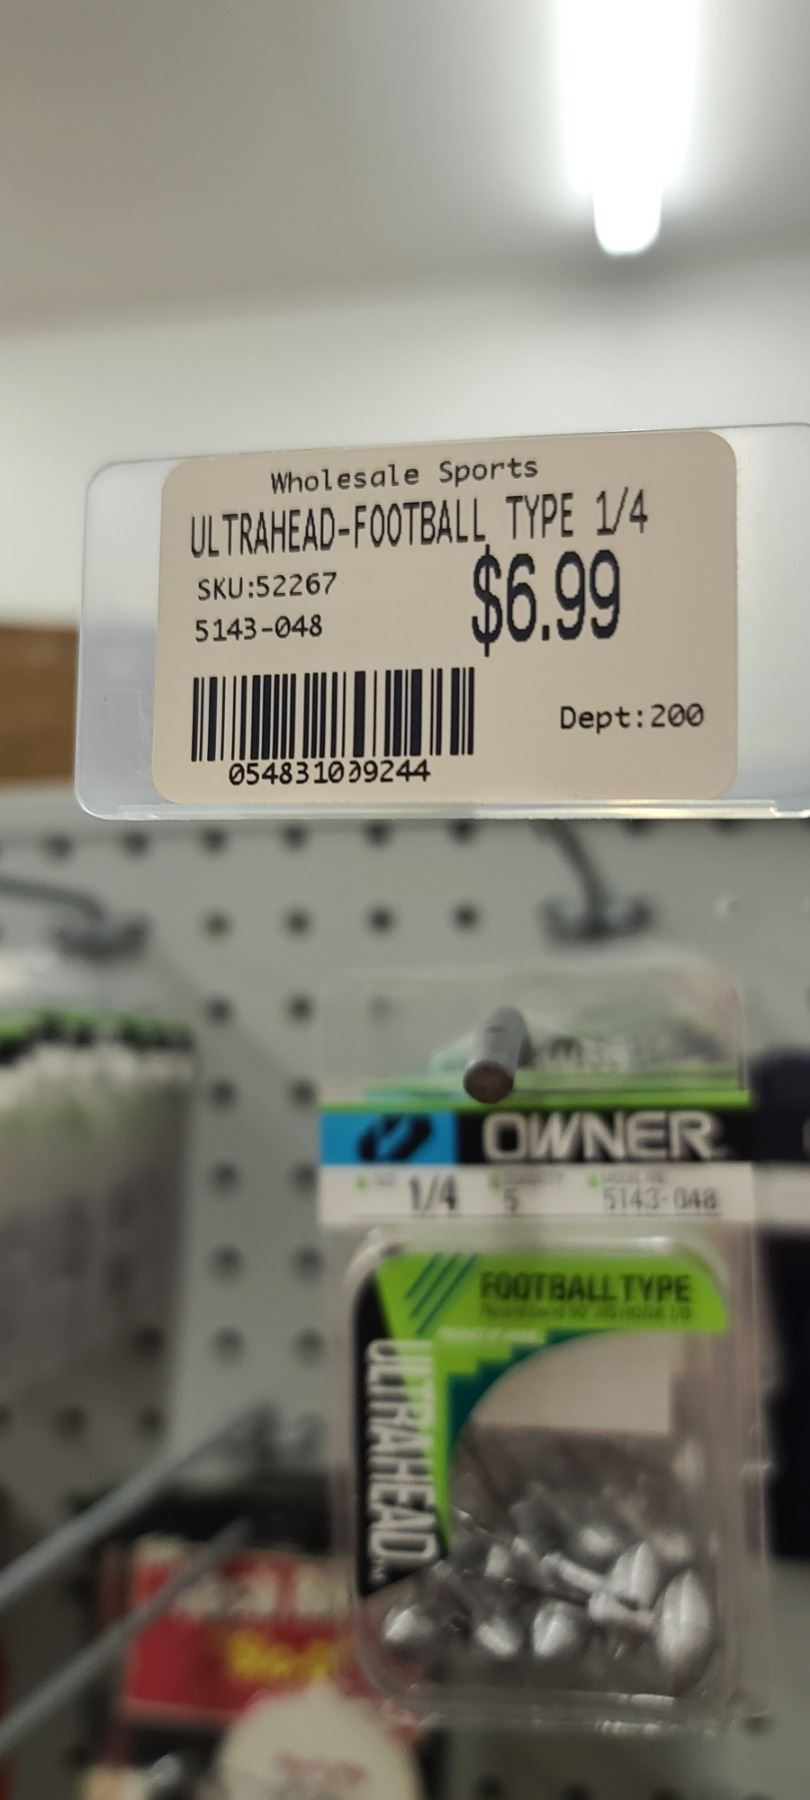 Wholesale Sports
ULTRAHEAD-FOOTBALL TYPE 1/4
SKU:52267
$6.99
5143-048
Dept:200
054831009244
OWNER
1/4
5
5143-048
FOOTBALL TYPE
ULTRAHEAD